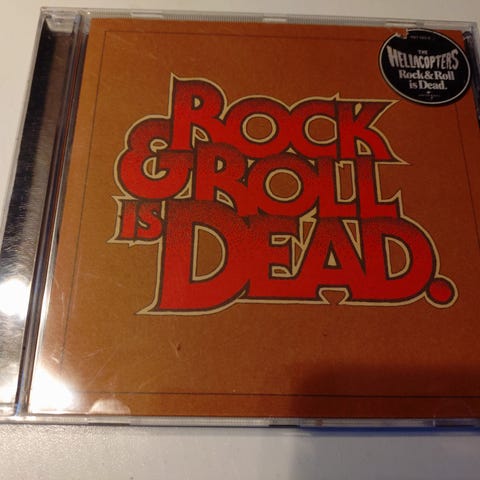 THE
HELLACOPTERS
Rock & Roll
is Dead.
ROCK
& ROLL
IS DEAD.